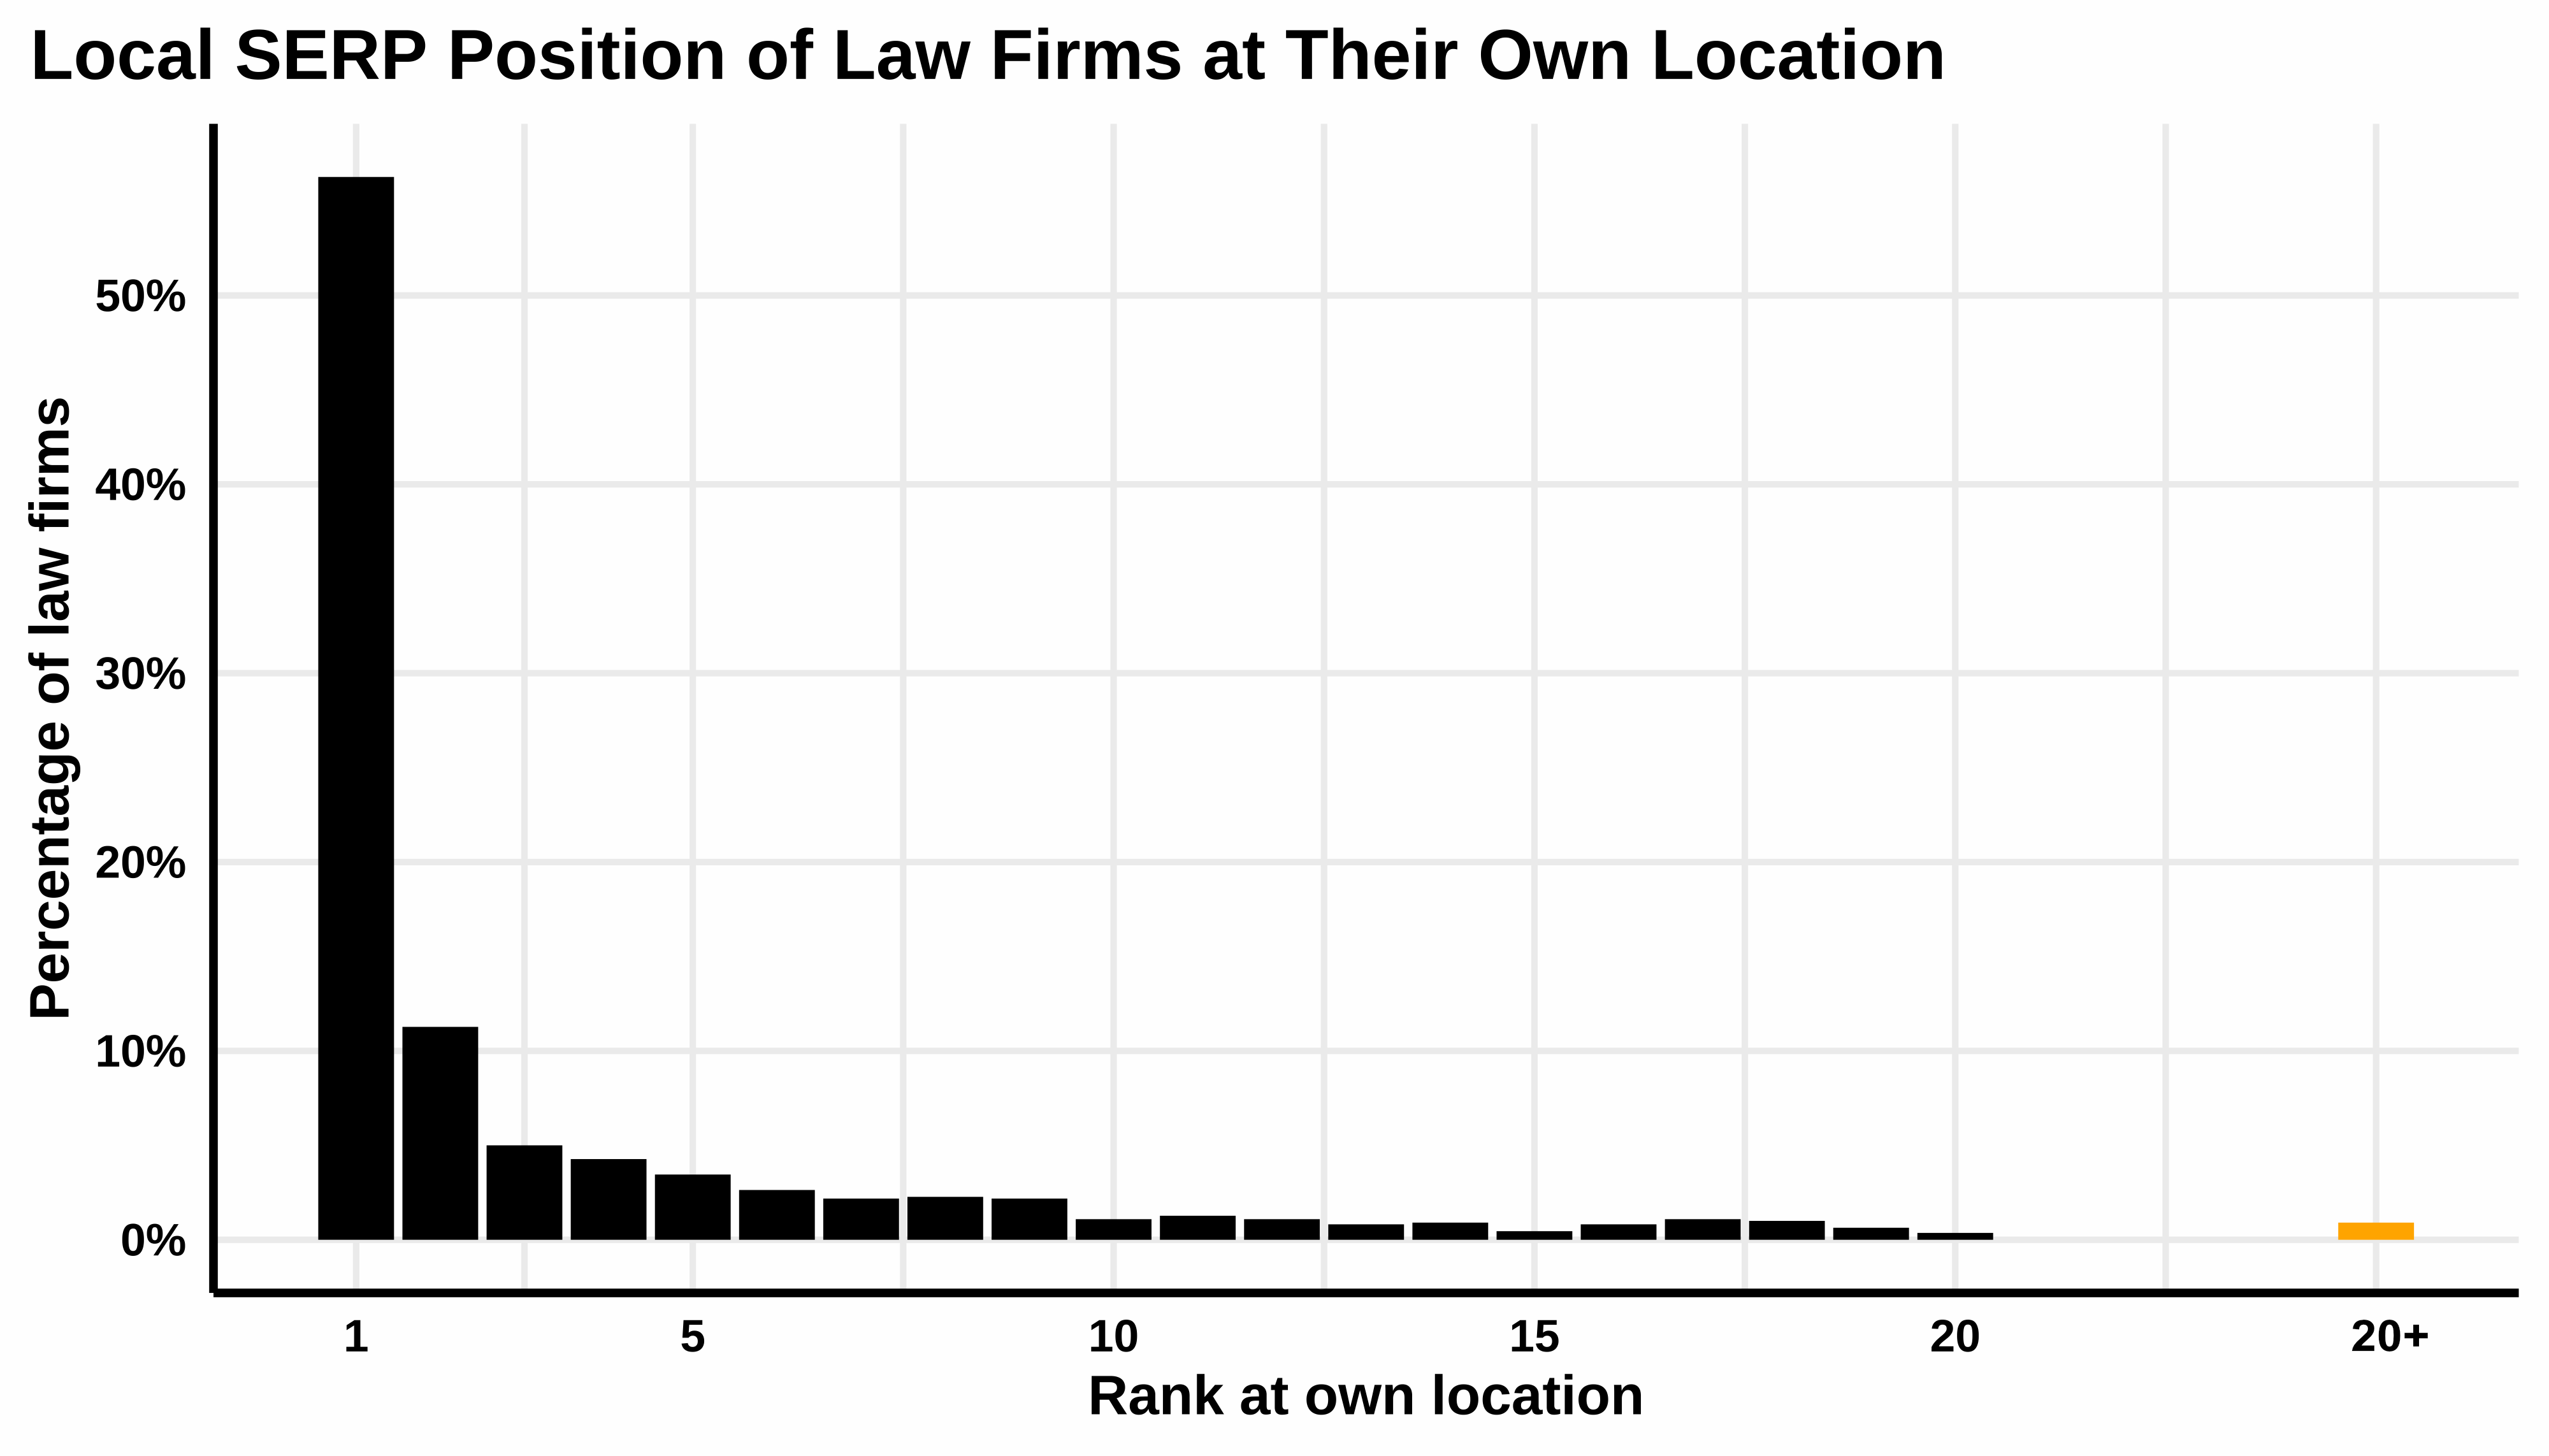 Local SERP Position of Law Firms at Their Own Location
Percentage of law firms
50%
40%
30%
20%
10%
0%
1 5 10 15 20 20+
Rank at own location